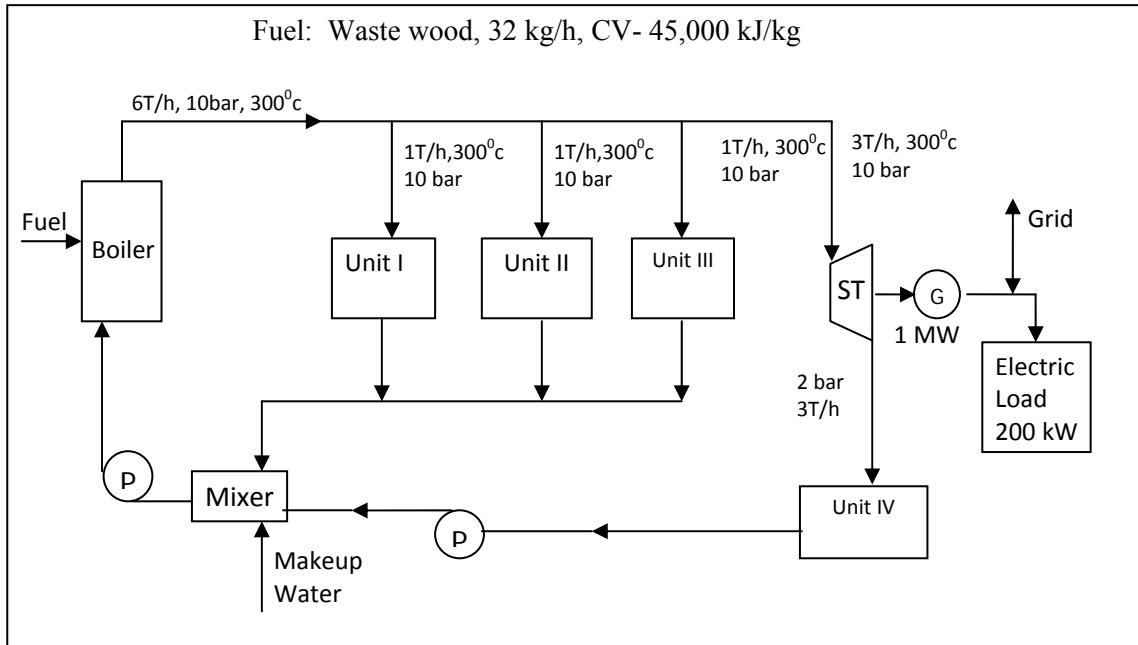 Fuel: Waste wood, 32 kg/h, CV- 45,000 kJ/kg
6T/h, 10bar, 300⁰c
1T/h,300⁰c
10 bar
1T/h,300⁰c
10 bar
1T/h, 300⁰c
10 bar
3T/h, 300⁰c
10 bar
Fuel
Boiler
Unit I
Unit II
Unit III
ST
G
1 MW
Grid
Electric
Load
200 kW
2 bar
3T/h
P
Mixer
P
Unit IV
Makeup
Water